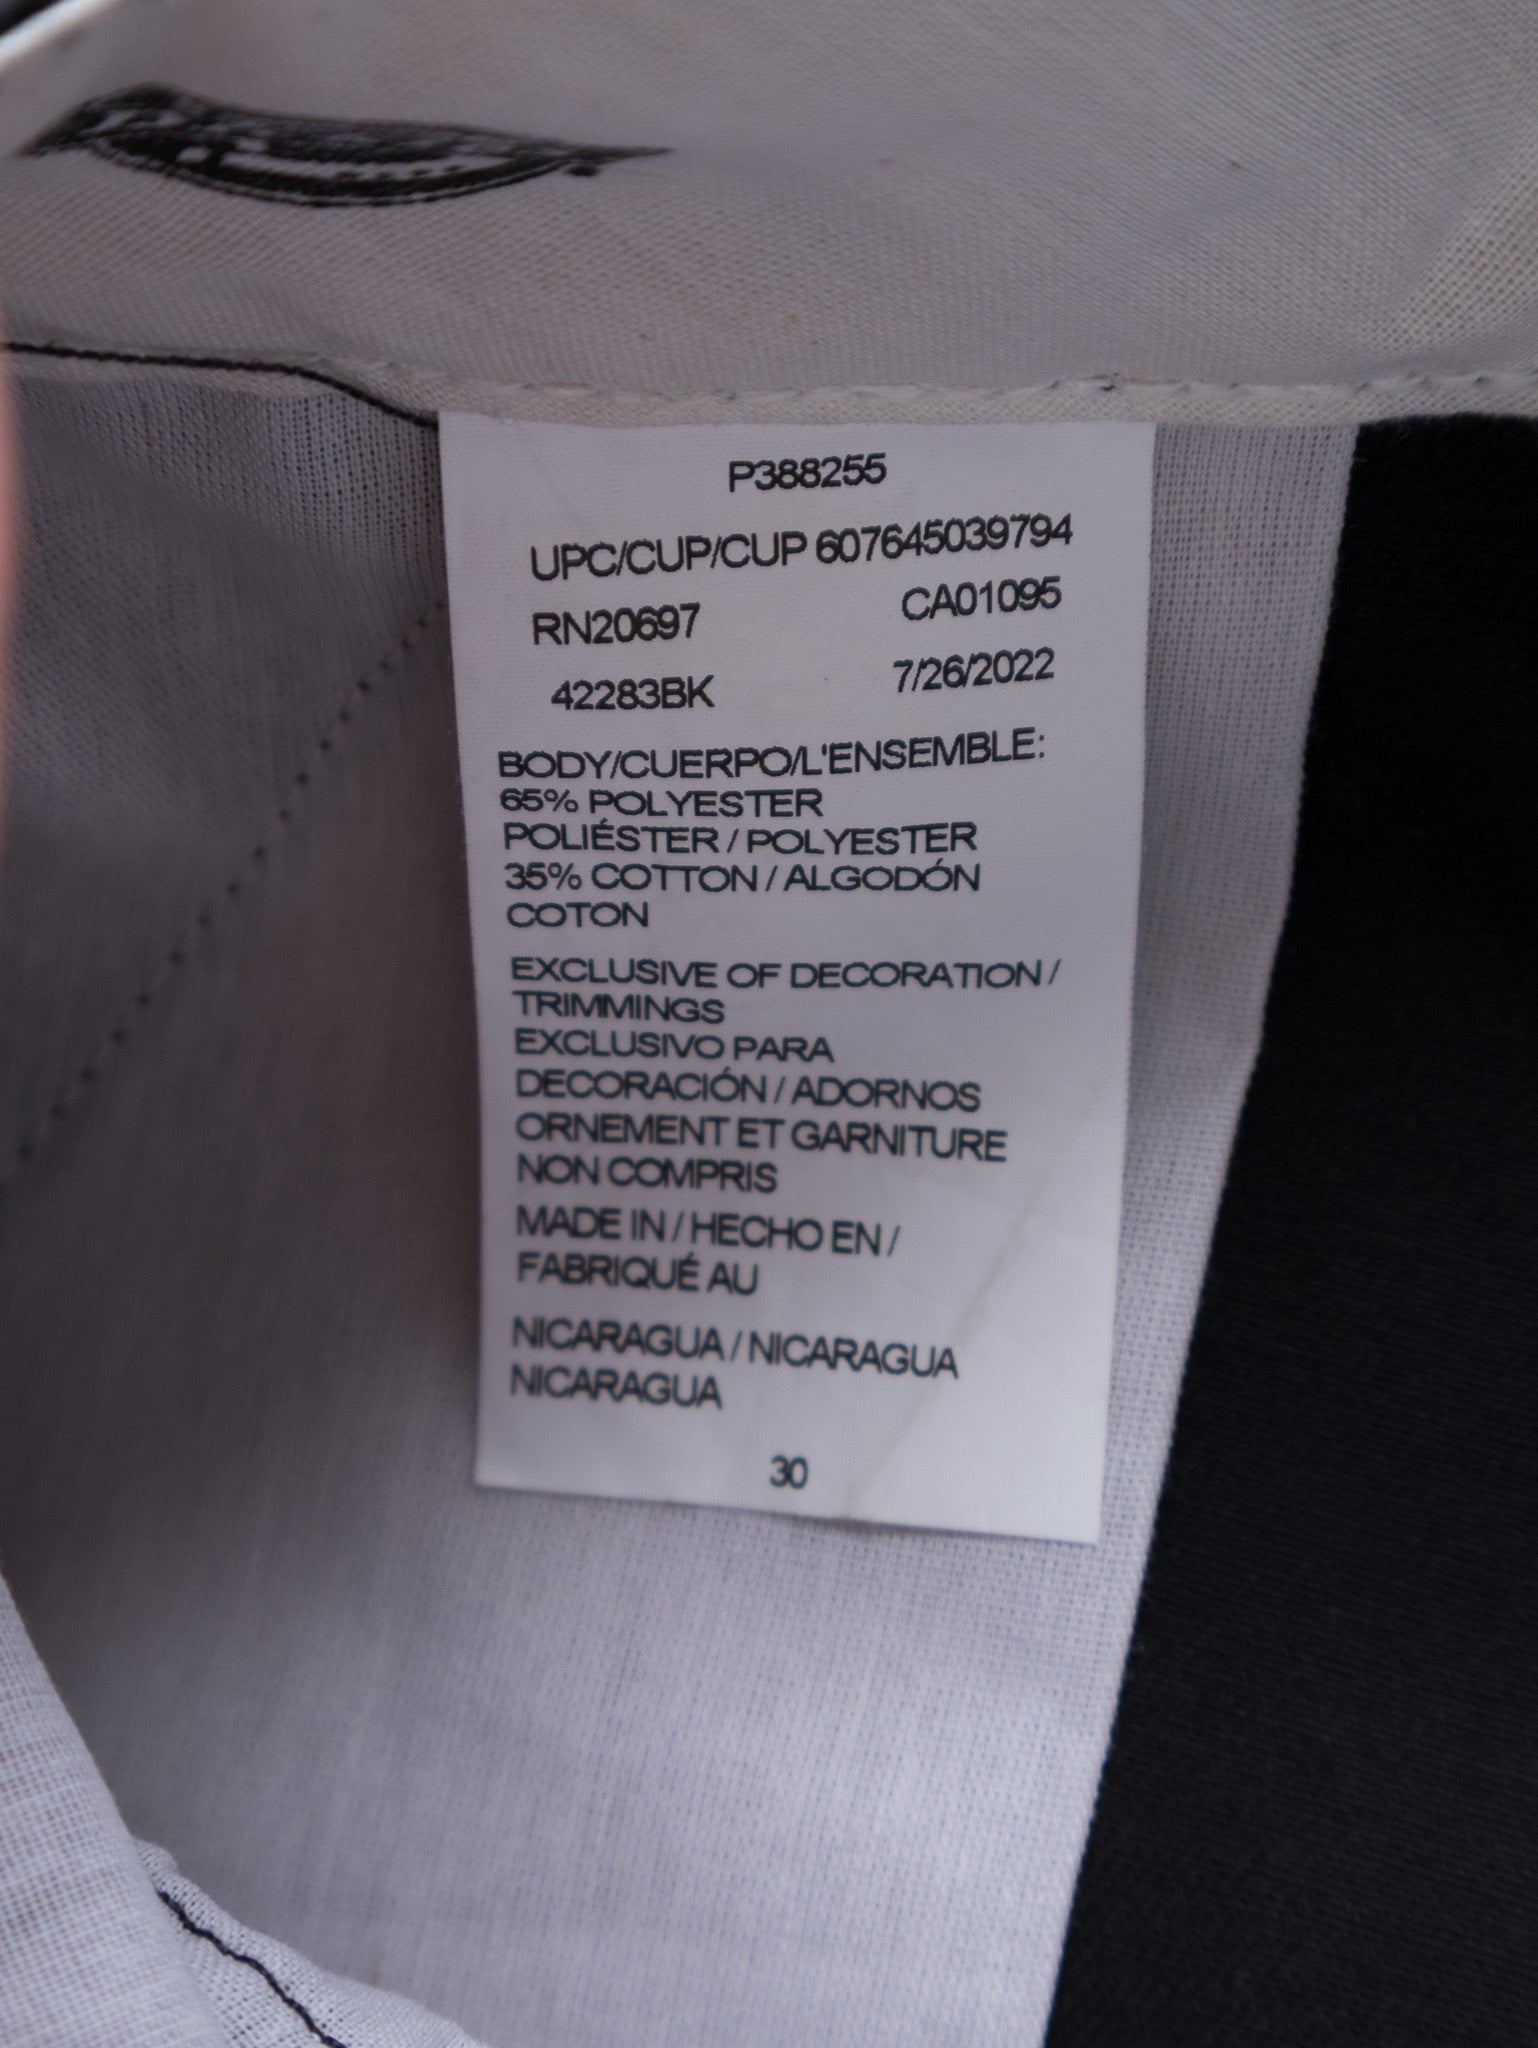 P388255
UPC/CUP/CUP 607645039794
RN20697 CA01095
42283BK 7/26/2022
BODY/CUERPO/L'ENSEMBLE:
65% POLYESTER
POLIÉSTER / POLYESTER
35% COTTON / ALGODÓN
COTON
EXCLUSIVE OF DECORATION /
TRIMMINGS
EXCLUSIVO PARA
DECORACIÓN / ADORNOS
ORNEMENT ET GARNITURE
NON COMPRIS
MADE IN / HECHO EN /
FABRIQUÉ AU
NICARAGUA / NICARAGUA
NICARAGUA
30